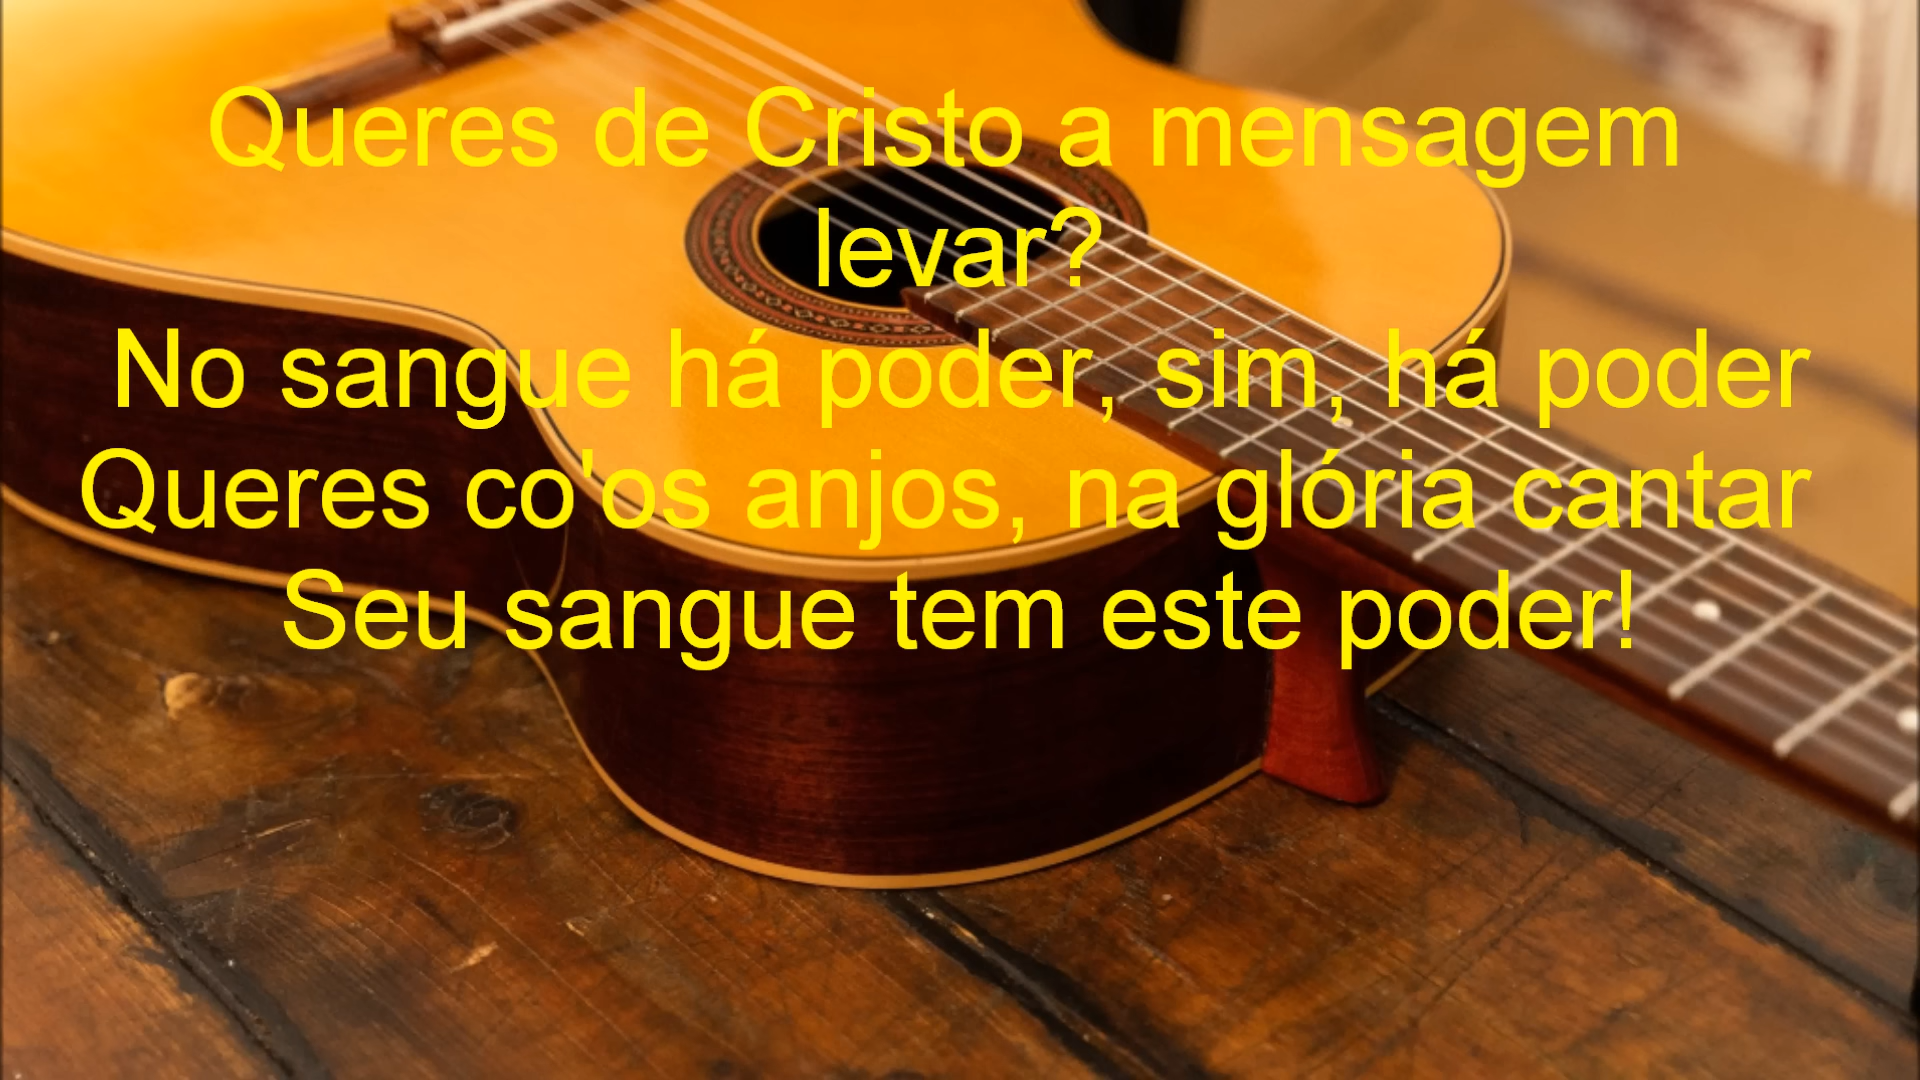 Queres de Cristo a mensagem
levar?
No sangue há poder, sim, há poder
Queres co'os anjos, na glória cantar
Seu sangue tem este poder!